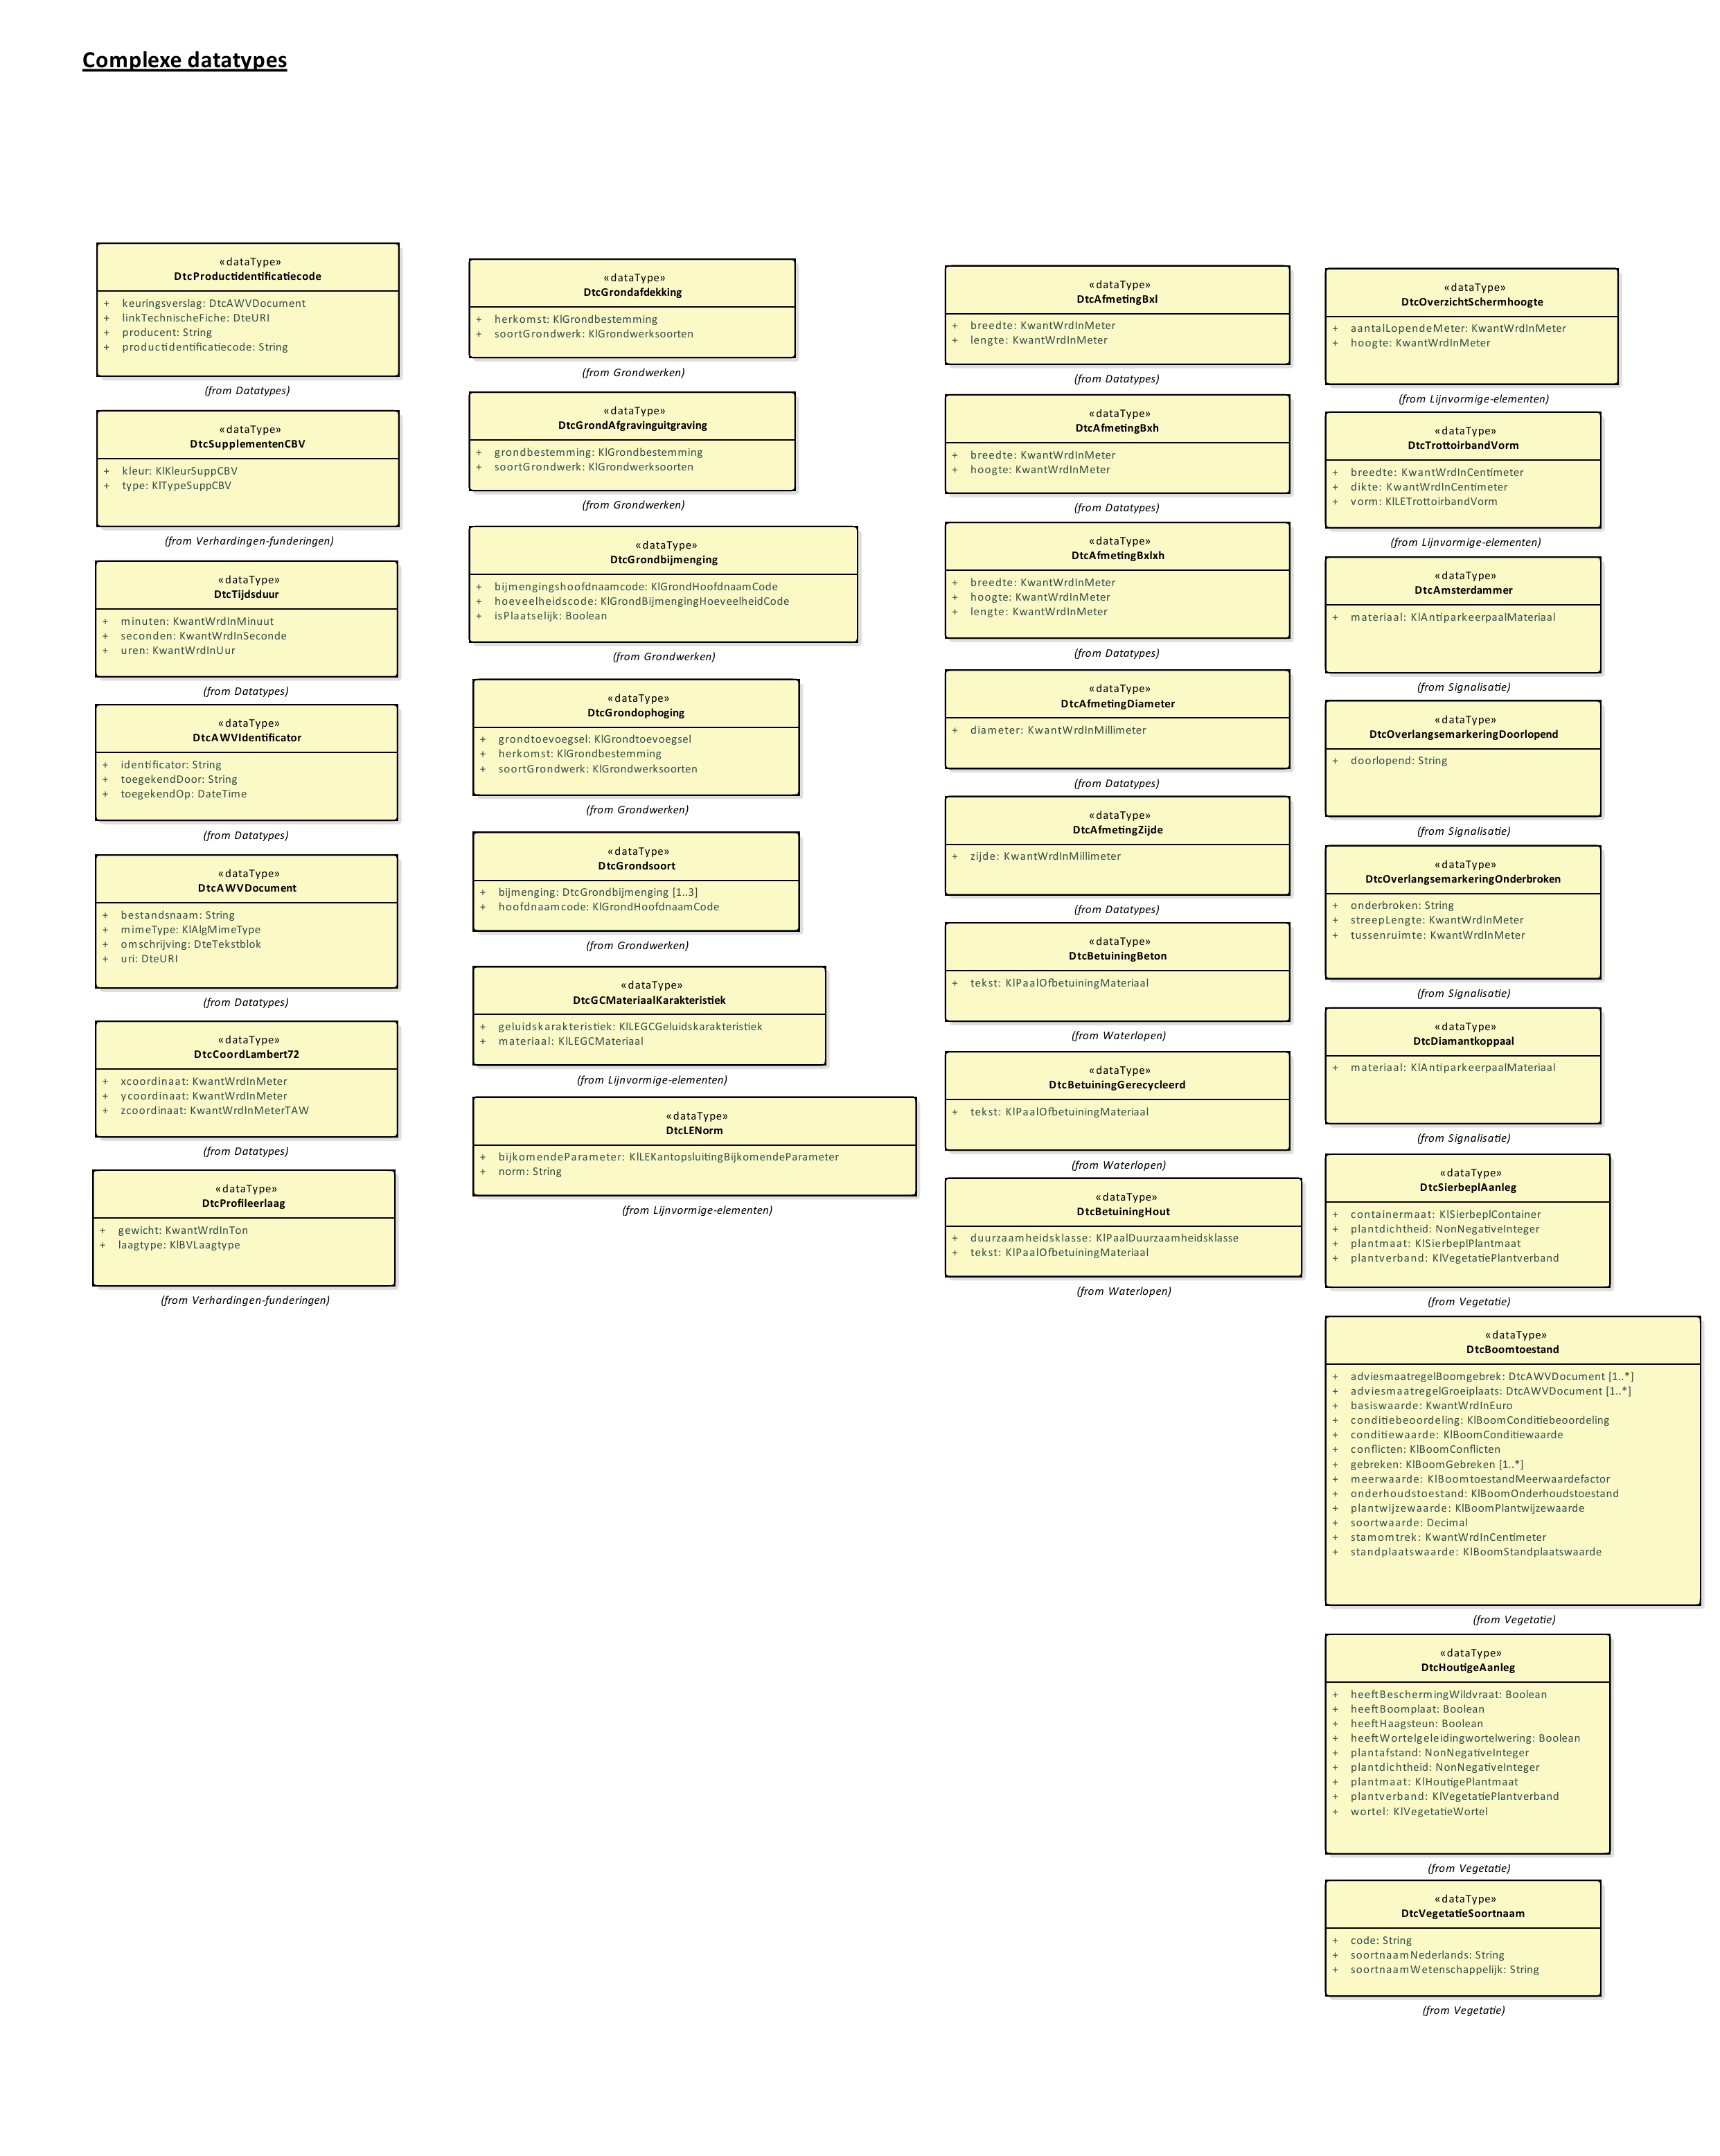 Complexe datatypes
«dataType»
DtcProductidentificatiecode
+ keuringsverslag: DtcAWVDocument
+ linkTechnischeFiche: DteURI
+ producent: String
+ productidentificatiecode: String
(from Datatypes)
«dataType»
DtcSupplementenCBV
+ kleur: KlKleurSuppCBV
+ type: KlTypeSuppCBV
(from Verhardingen-funderingen)
«dataType»
DtcTijdsduur
+ minuten: KwantWrdInMinuut
+ seconden: KwantWrdInSeconde
+ uren: KwantWrdInUur
(from Datatypes)
«dataType»
DtcAWVIdentificator
+ identificator: String
+ toegekendDoor: String
+ toegekendOp: DateTime
(from Datatypes)
«dataType»
DtcAWVDocument
+ bestandsnaam: String
+ mimeType: KlAlgMimeType
+ omschrijving: DteTekstblok
+ uri: DteURI
(from Datatypes)
«dataType»
DtcCoordLambert72
+ xcoordinaat: KwantWrdInMeter
+ ycoordinaat: KwantWrdInMeter
+ zcoordinaat: KwantWrdInMeterTAW
(from Datatypes)
«dataType»
DtcProfileerlaag
+ gewicht: KwantWrdInTon
+ laagtype: KlBVLaagtype
(from Verhardingen-funderingen)
«dataType»
DtcGrondafdekking
+ herkomst: KlGrondbestemming
+ soortGrondwerk: KlGrondwerksoorten
(from Grondwerken)
«dataType»
DtcGrondAfgravinguitgraving
+ grondbestemming: KlGrondbestemming
+ soortGrondwerk: KlGrondwerksoorten
(from Grondwerken)
«dataType»
DtcGrondbijmenging
+ bijmengingshoofdnaamcode: KlGrondHoofdnaamCode
+ hoeveelheidscode: KlGrondBijmengingHoeveelheidCode
+ isPlaatselijk: Boolean
(from Grondwerken)
«dataType»
DtcGrondophoging
+ grondtoevoegsel: KlGrondtoevoegsel
+ herkomst: KlGrondbestemming
+ soortGrondwerk: KlGrondwerksoorten
(from Grondwerken)
«dataType»
DtcGrondsoort
+ bijmenging: DtcGrondbijmenging [1..3]
+ hoofdnaamcode: KlGrondHoofdnaamCode
(from Grondwerken)
«dataType»
DtcGCMateriaalKarakteristiek
+ geluidskarakteristiek: KlLEGCGeluidskarakteristiek
+ materiaal: KlLEGCMateriaal
(from Lijnvormige-elementen)
«dataType»
DtcLENorm
+ bijkomendeParameter: KlLEKantopsluitingBijkomendeParameter
+ norm: String
(from Lijnvormige-elementen)
«dataType»
DtcAfmetingBxl
+ breedte: KwantWrdInMeter
+ lengte: KwantWrdInMeter
(from Datatypes)
«dataType»
DtcAfmetingBxh
+ breedte: KwantWrdInMeter
+ hoogte: KwantWrdInMeter
(from Datatypes)
«dataType»
DtcAfmetingBxlxh
+ breedte: KwantWrdInMeter
+ hoogte: KwantWrdInMeter
+ lengte: KwantWrdInMeter
(from Datatypes)
«dataType»
DtcAfmetingDiameter
+ diameter: KwantWrdInMillimeter
(from Datatypes)
«dataType»
DtcAfmetingZijde
+ zijde: KwantWrdInMillimeter
(from Datatypes)
«dataType»
DtcBetuiningBeton
+ tekst: KlPaalOfbetuiningMateriaal
(from Waterlopen)
«dataType»
DtcBetuiningGerecycleerd
+ tekst: KlPaalOfbetuiningMateriaal
(from Waterlopen)
«dataType»
DtcBetuiningHout
+ duurzaamheidsklasse: KlPaalDuurzaamheidsklasse
+ tekst: KlPaalOfbetuiningMateriaal
(from Waterlopen)
«dataType»
DtcOverzichtSchermhoogte
+ aantalLopendeMeter: KwantWrdInMeter
+ hoogte: KwantWrdInMeter
(from Lijnvormige-elementen)
«dataType»
DtcTrottoirbandVorm
+ breedte: KwantWrdInCentimeter
+ dikte: KwantWrdInCentimeter
+ vorm: KlLETrottoirbandVorm
(from Lijnvormige-elementen)
«dataType»
DtcAmsterdammer
+ materiaal: KlAntiparkeerpaalMateriaal
(from Signalisatie)
«dataType»
DtcOverlangsemarkeringDoorlopend
+ doorlopend: String
(from Signalisatie)
«dataType»
DtcOverlangsemarkeringOnderbroken
+ onderbroken: String
+ streepLengte: KwantWrdInMeter
+ tussenruimte: KwantWrdInMeter
(from Signalisatie)
«dataType»
DtcDiamantkoppaal
+ materiaal: KlAntiparkeerpaalMateriaal
(from Signalisatie)
«dataType»
DtcSierbeplAanleg
+ containermaat: KlSierbeplContainer
+ plantdichtheid: NonNegativeInteger
+ plantmaat: KlSierbeplPlantmaat
+ plantverband: KlVegetatiePlantverband
(from Vegetatie)
«dataType»
DtcBoomtoestand
+ adviesmaatregelBoomgebrek: DtcAWVDocument [1..*]
+ adviesmaatregelGroeiplaats: DtcAWVDocument [1..*]
+ basiswaarde: KwantWrdInEuro
+ conditiebeoordeling: KlBoomConditiebeoordeling
+ conditiewaarde: KlBoomConditiewaarde
+ conflicten: KlBoomConflicten
+ gebreken: KlBoomGebreken [1..*]
+ meerwaarde: KlBoomtoestandMeerwaardefactor
+ onderhoudstoestand: KlBoomOnderhoudstoestand
+ plantwijzewaarde: KlBoomPlantwijzewaarde
+ soortwaarde: Decimal
+ stamomtrek: KwantWrdInCentimeter
+ standplaatswaarde: KlBoomStandplaatswaarde
(from Vegetatie)
«dataType»
DtcHoutigeAanleg
+ heeftBeschermingWildvraat: Boolean
+ heeftBoomplaat: Boolean
+ heeftHaagsteun: Boolean
+ heeftWortelgeleidingwortelwering: Boolean
+ plantafstand: NonNegativeInteger
+ plantdichtheid: NonNegativeInteger
+ plantmaat: KlHoutigePlantmaat
+ plantverband: KlVegetatiePlantverband
+ wortel: KlVegetatieWortel
(from Vegetatie)
«dataType»
DtcVegetatieSoortnaam
+ code: String
+ soortnaamNederlands: String
+ soortnaamWetenschappelijk: String
(from Vegetatie)